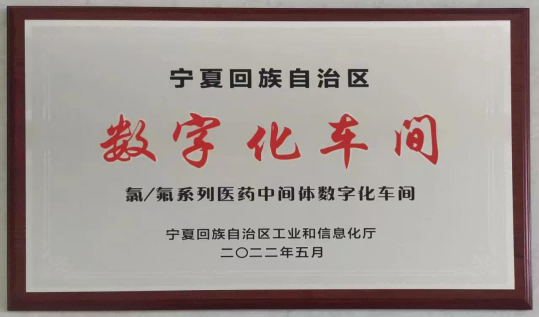 宁夏回族自治区
数字化车间
氯/氟系列医药中间体数字化车间
宁夏回族自治区工业和信息化厅
二〇二二年五月